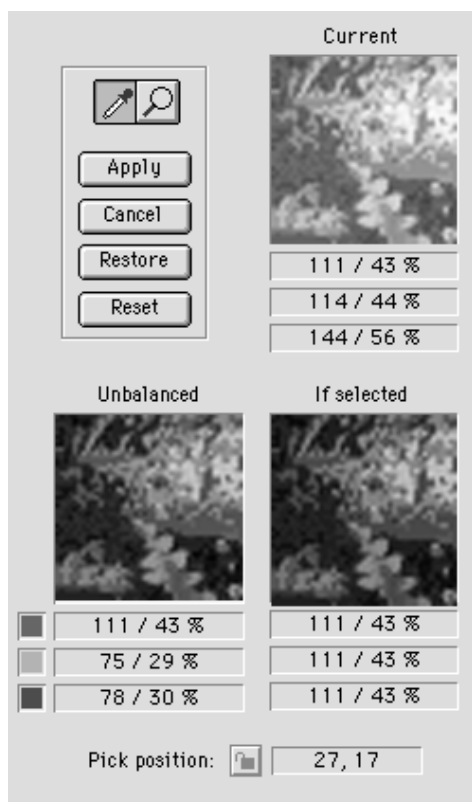 Current
Apply
Cancel
Restore
Reset
111 / 43 %
114 / 44 %
144 / 56 %
Unbalanced
If selected
111 / 43 %
75 / 29 %
78 / 30 %
111 / 43 %
111 / 43 %
111 / 43 %
Pick position:
27, 17